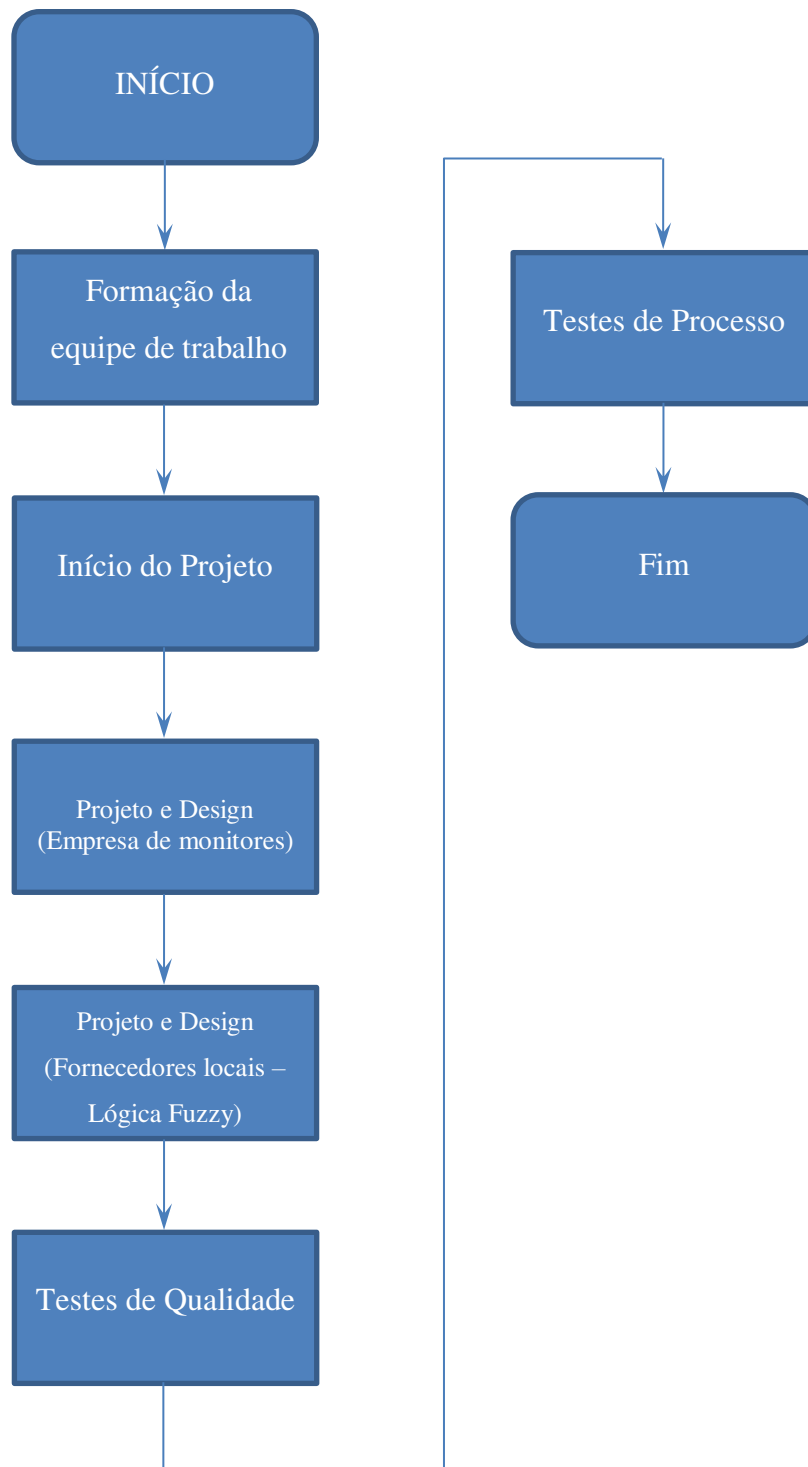 INÍCIO
Formação da
equipe de trabalho
Início do Projeto
Projeto e Design
(Empresa de monitores)
Projeto e Design
(Fornecedores locais –
Lógica Fuzzy)
Testes de Qualidade
Testes de Processo
Fim